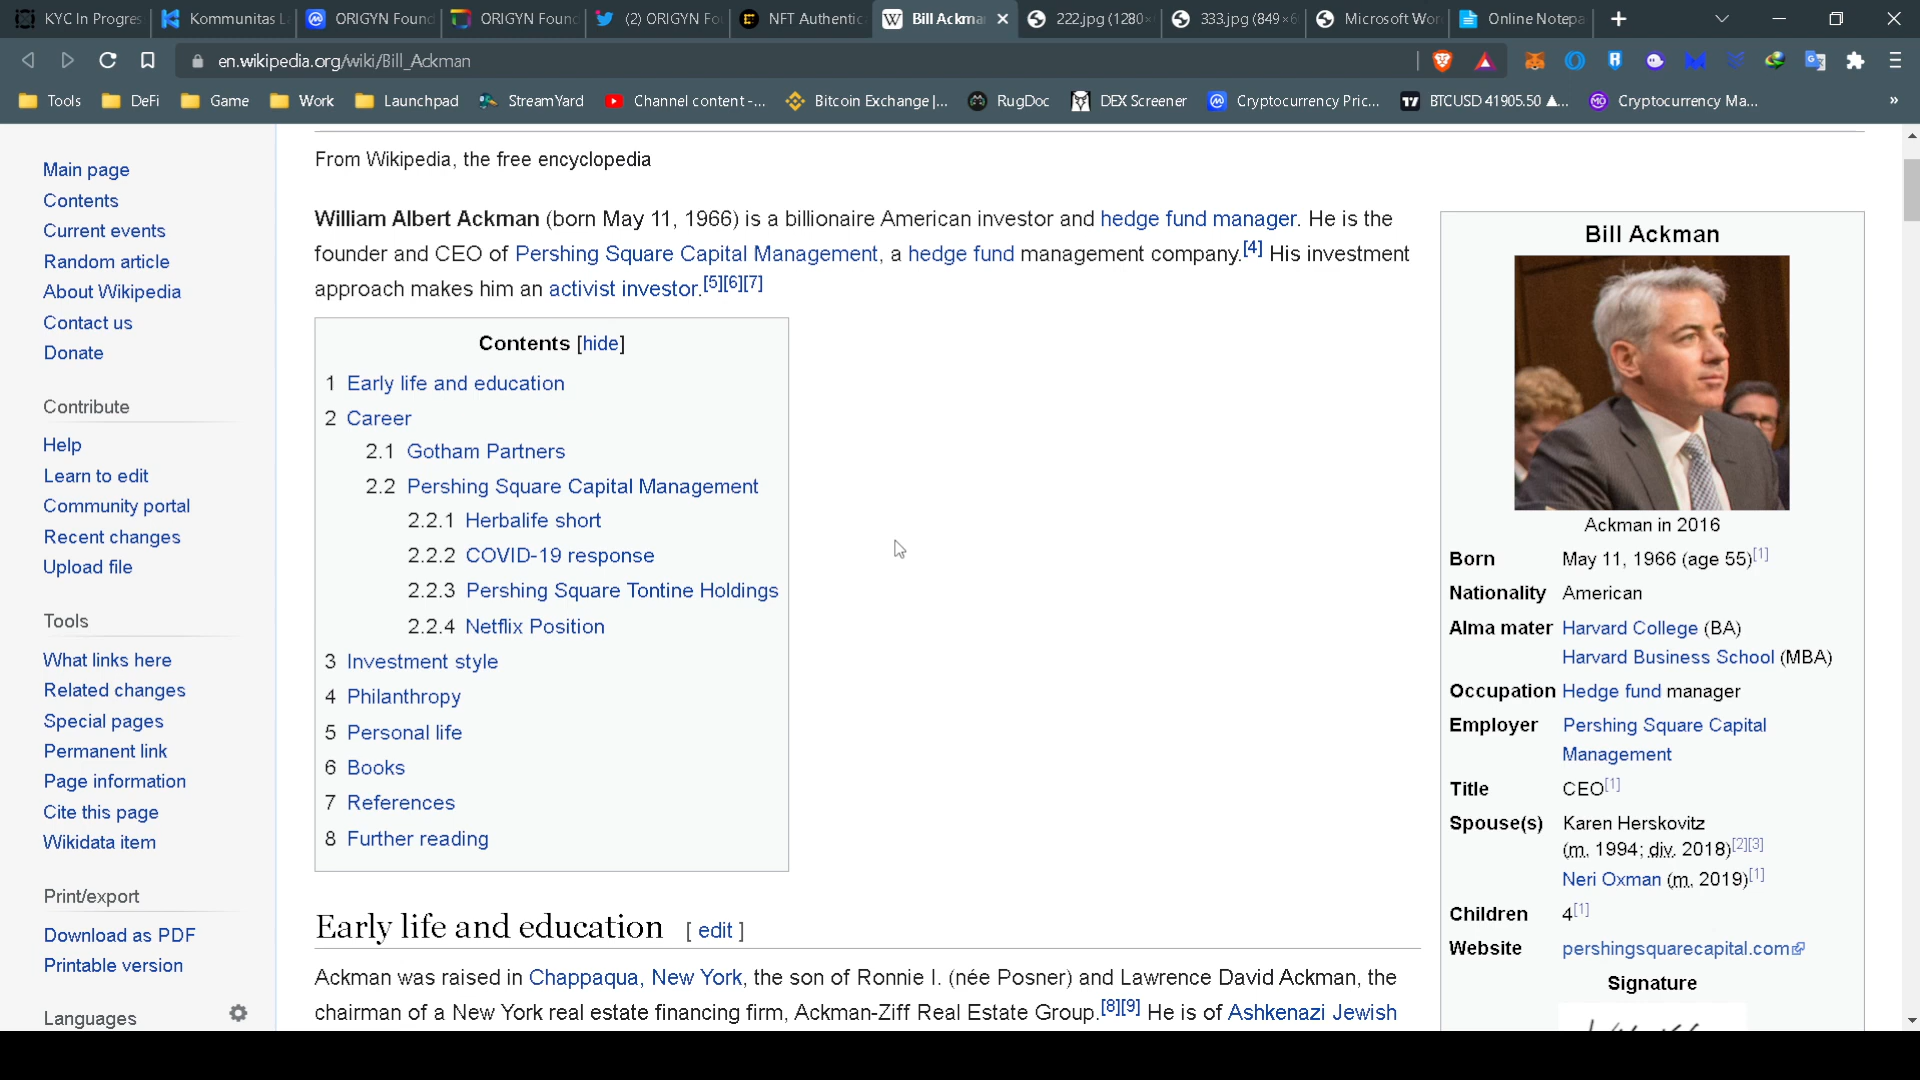 KYC In Progres
Kommunitas L
ORIGYN Found
ORIGYN Foun
(2) ORIGYN Fo
NFT Authentic
Bill Ackma
222.jpg (1280×
333.jpg (849×6
Microsoft Wor
Online Notepa
en.wikipedia.org/wiki/Bill_Ackman
Tools
DeFi
Game
Work
Launchpad
StreamYard
Channel content -...
Bitcoin Exchange |...
RugDoc
DEX Screener
Cryptocurrency Pric...
BTCUSD 41905.50 ▲...
Cryptocurrency Ma...
»
Main page
Contents
Current events
Random article
About Wikipedia
Contact us
Donate
Contribute
Help
Learn to edit
Community portal
Recent changes
Upload file
Tools
What links here
Related changes
Special pages
Permanent link
Page information
Cite this page
Wikidata item
Print/export
Download as PDF
Printable version
Languages
From Wikipedia, the free encyclopedia
William Albert Ackman (born May 11, 1966) is a billionaire American investor and hedge fund manager. He is the
founder and CEO of Pershing Square Capital Management, a hedge fund management company.[4] His investment
approach makes him an activist investor.[5][6][7]
Contents [hide]
1 Early life and education
2 Career
2.1 Gotham Partners
2.2 Pershing Square Capital Management
2.2.1 Herbalife short
2.2.2 COVID-19 response
2.2.3 Pershing Square Tontine Holdings
2.2.4 Netflix Position
3 Investment style
4 Philanthropy
5 Personal life
6 Books
7 References
8 Further reading
Early life and education [ edit ]
Ackman was raised in Chappaqua, New York, the son of Ronnie I. (née Posner) and Lawrence David Ackman, the
chairman of a New York real estate financing firm, Ackman-Ziff Real Estate Group.[8][9] He is of Ashkenazi Jewish
Bill Ackman
Ackman in 2016
Born May 11, 1966 (age 55)[1]
Nationality American
Alma mater Harvard College (BA)
Harvard Business School (MBA)
Occupation Hedge fund manager
Employer Pershing Square Capital
Management
Title CEO[1]
Spouse(s) Karen Herskovitz
(m. 1994; div. 2018)[2][3]
Neri Oxman (m. 2019)[1]
Children 4[1]
Website pershingsquarecapital.com
Signature